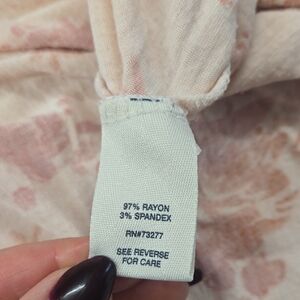 97% RAYON
3% SPANDEX
RN#73277
SEE REVERSE
FOR CARE